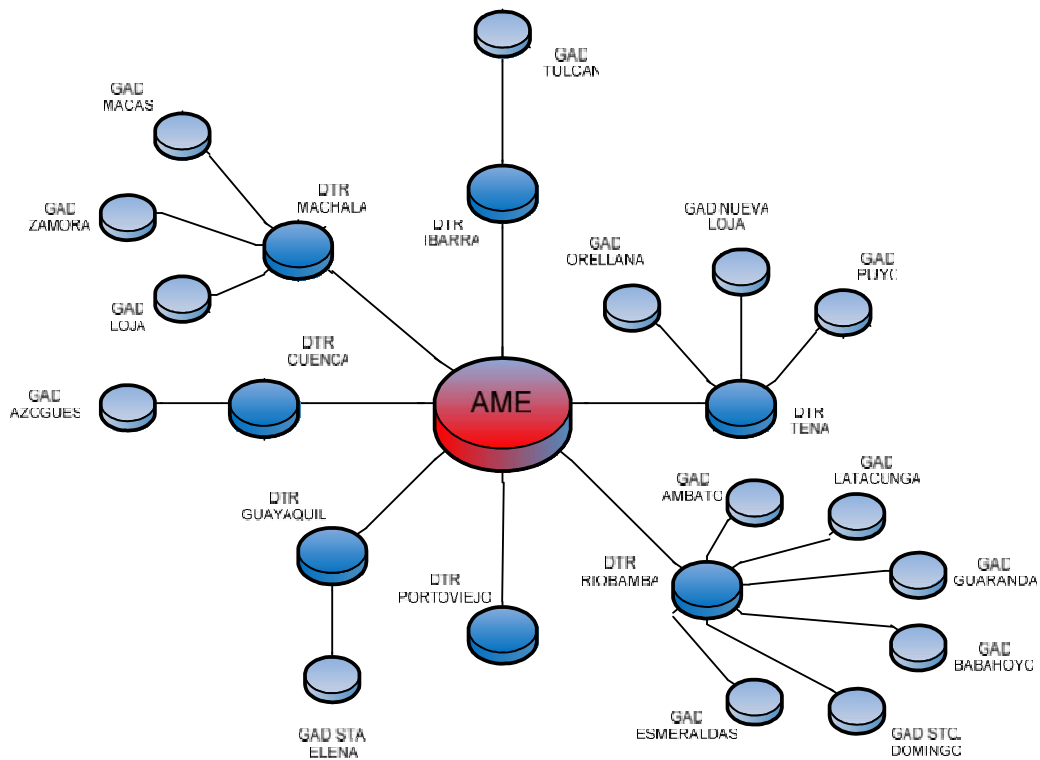 GAD
TULCAN
GAD
MACAS
DTR
MACHALA
GAD
ZAMORA
DTR
IBARRA
GAD NUEVA
LOJA
GAD
ORELLANA
GAD
PUYO
GAD
LOJA
DTR
CUENCA
GAD
AZOGUES
AME
DTR
TENA
GAD
AMBATO
GAD
LATACUNGA
DTR
GUAYAQUIL
DTR
PORTOVIEJO
DTR
RIOBAMBA
GAD
GUARANDA
GAD
BABAHOYO
GAD
ESMERALDAS
GAD STO.
DOMINGO
GAD STA
ELENA